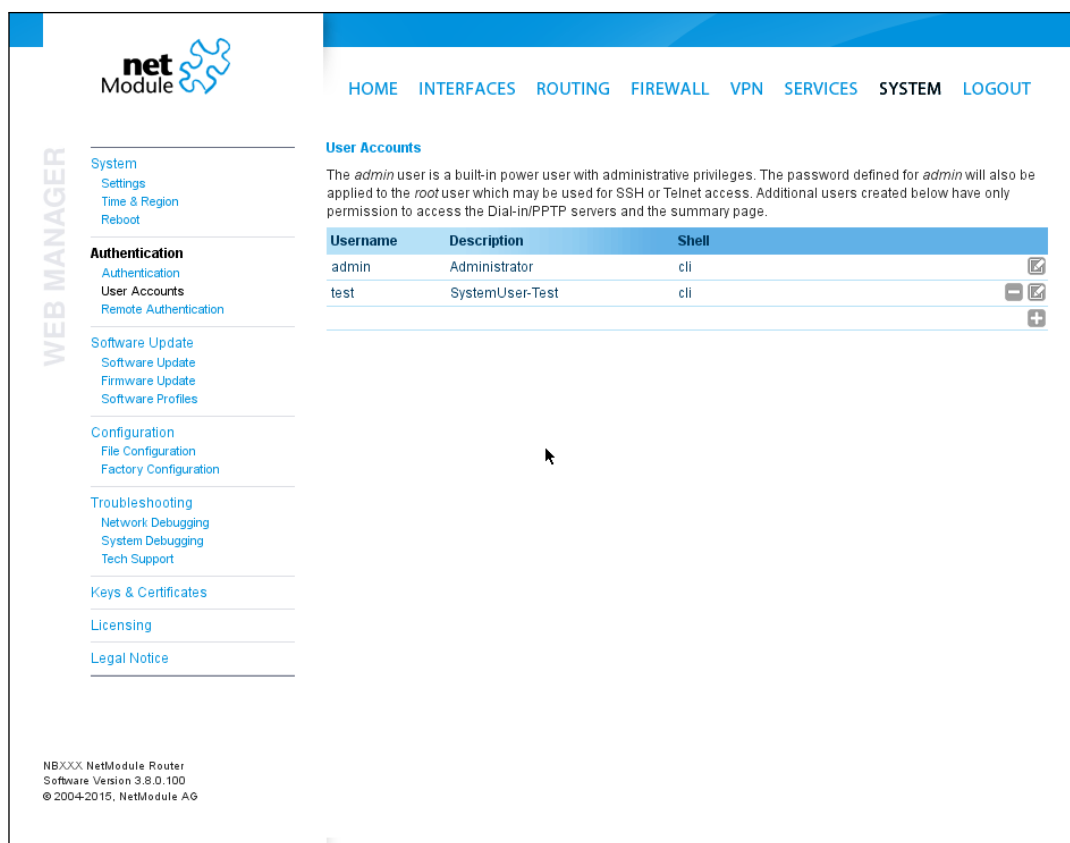 net
Module
HOME INTERFACES ROUTING FIREWALL VPN SERVICES SYSTEM LOGOUT
WEB MANAGER
System
Settings
Time & Region
Reboot
Authentication
Authentication
User Accounts
Remote Authentication
Software Update
Software Update
Firmware Update
Software Profiles
Configuration
File Configuration
Factory Configuration
Troubleshooting
Network Debugging
System Debugging
Tech Support
Keys & Certificates
Licensing
Legal Notice
User Accounts
The admin user is a built-in power user with administrative privileges. The password defined for admin will also be
applied to the root user which may be used for SSH or Telnet access. Additional users created below have only
permission to access the Dial-in/PPTP servers and the summary page.
Username Description Shell
admin Administrator cli
test SystemUser-Test cli
NBXXX NetModule Router
Software Version 3.8.0.100
© 2004-2015, NetModule AG